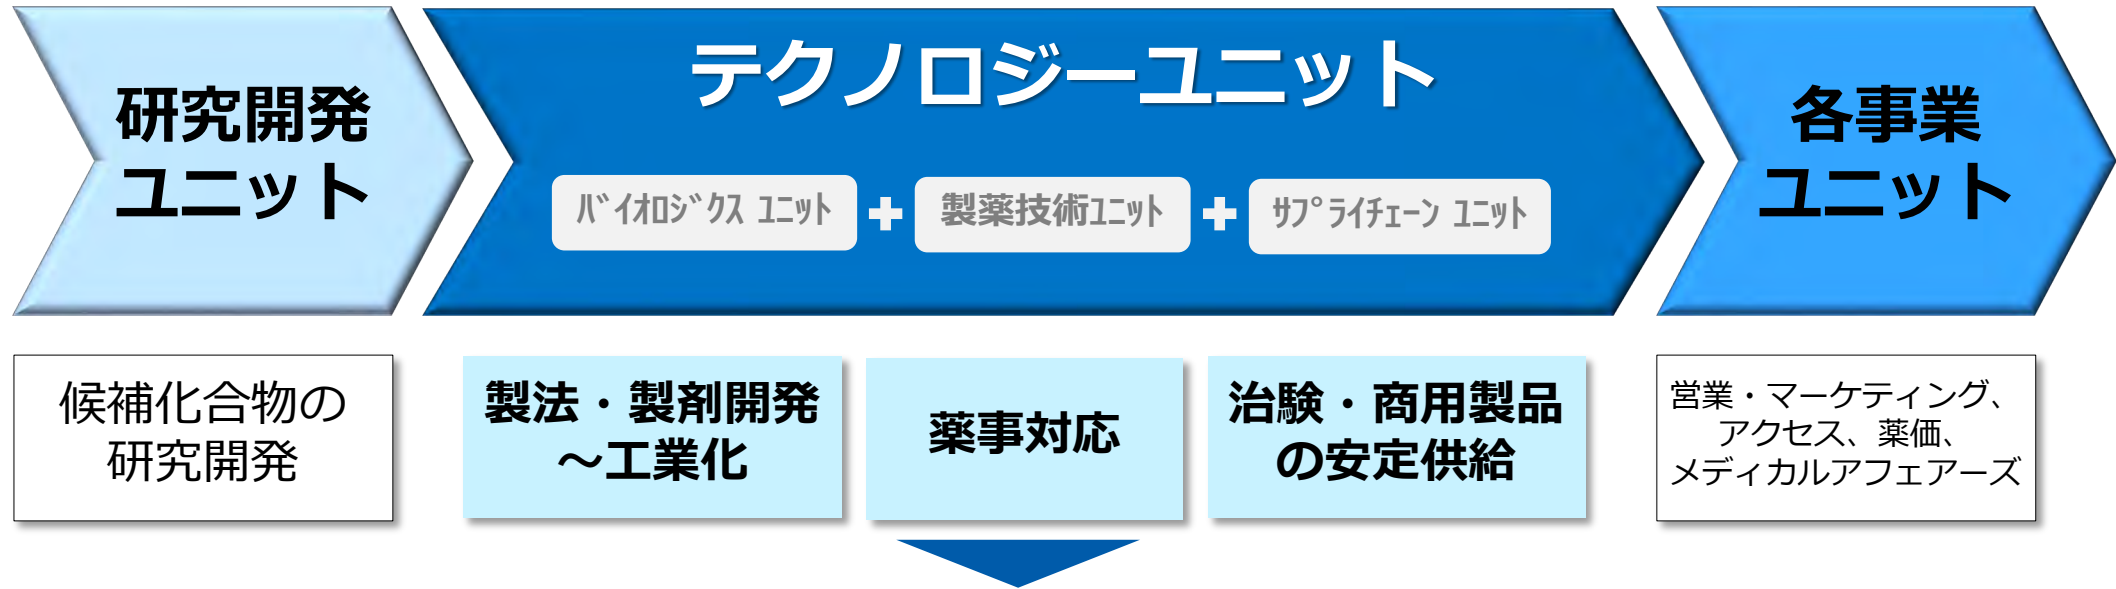 研究開発
ユニット
テクノロジーユニット
ﾊﾞｲｵﾛｼﾞｸｽ ﾕﾆｯﾄ
+
製薬技術ﾕﾆｯﾄ
+
ｻﾌﾟﾗｲﾁｪｰﾝ ﾕﾆｯﾄ
各事業
ユニット
候補化合物の
研究開発
製法・製剤開発
～工業化
薬事対応
治験・商用製品
の安定供給
営業・マーケティング、
アクセス、薬価、
メディカルアフェアーズ